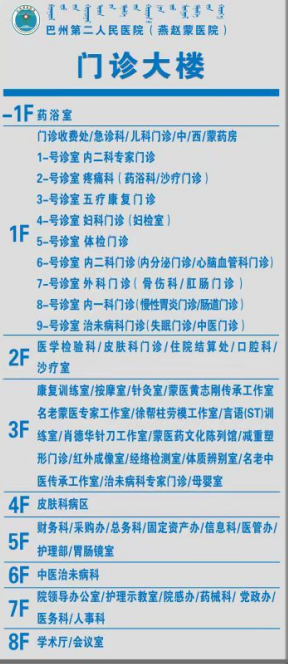 巴州第二人民医院（燕赵蒙医院）
门诊大楼
-1F 药浴室
门诊收费处/急诊科/儿科门诊/中/西/蒙药房
1-号诊室 内二科专家门诊
2-号诊室 疼痛科（药浴科/沙疗门诊）
3-号诊室 五疗康复门诊
1F 4-号诊室 妇科门诊（妇检室）
5-号诊室 体检门诊
6-号诊室 内二科门诊(内分泌门诊/心脑血管科门诊)
7-号诊室 外科门诊（骨伤科/肛肠门诊）
8-号诊室 内一科门诊(慢性胃炎门诊/肠道门诊)
9-号诊室 治未病科门诊(失眠门诊/中医门诊)
2F 医学检验科/皮肤科门诊/住院结算处/口腔科/
沙疗室
康复训练室/按摩室/针灸室/蒙医黄志刚传承工作室
名老蒙医专家工作室/徐帮柱劳模工作室/言语(ST)训
3F 练室/肖德华针刀工作室/蒙医药文化陈列馆/减重塑
形门诊/红外成像室/经络检测室/体质辨别室/名老中
医传承工作室/治未病科专家门诊/母婴室
4F 皮肤科病区
5F 财务科/采购办/总务科/固定资产办/信息科/医管办/
护理部/胃肠镜室
6F 中医治未病科
7F 院领导办公室/护理示教室/院感办/药械科/ 党政办/
医务科/人事科
8F 学术厅/会议室